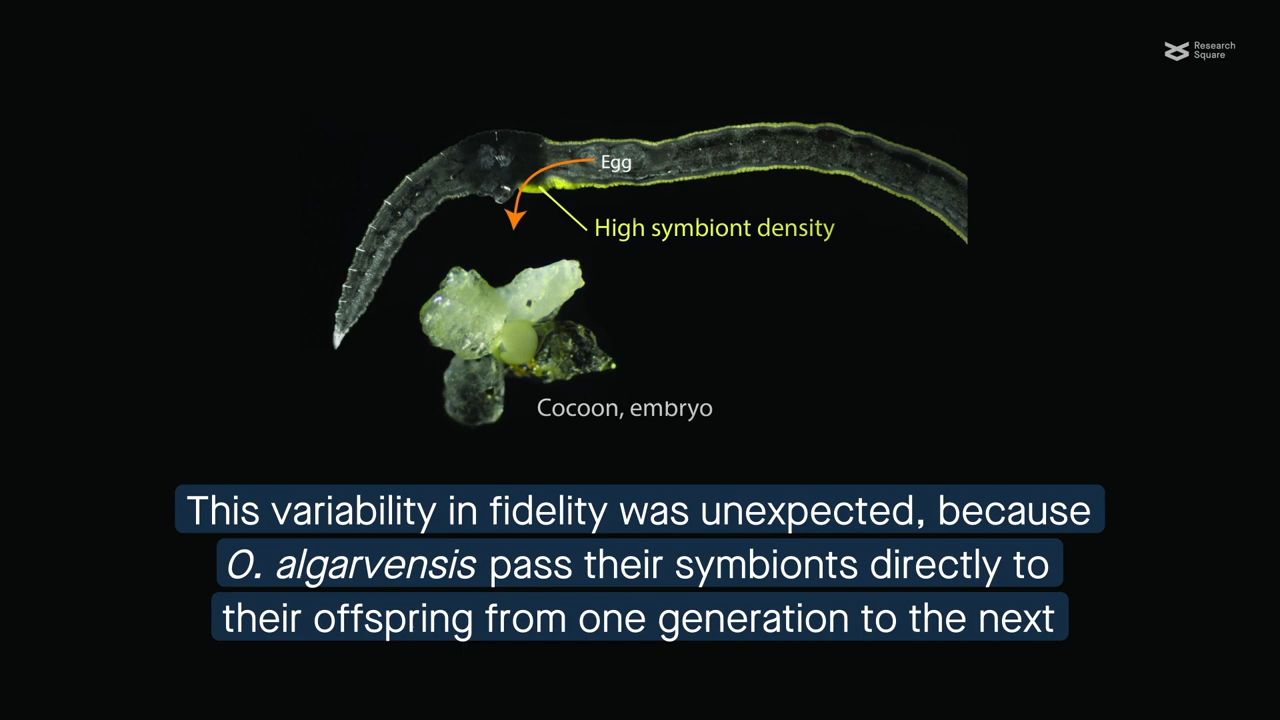 Research
Square
Egg
High symbiont density
Cocoon, embryo
This variability in fidelity was unexpected, because
O. algarvensis pass their symbionts directly to
their offspring from one generation to the next